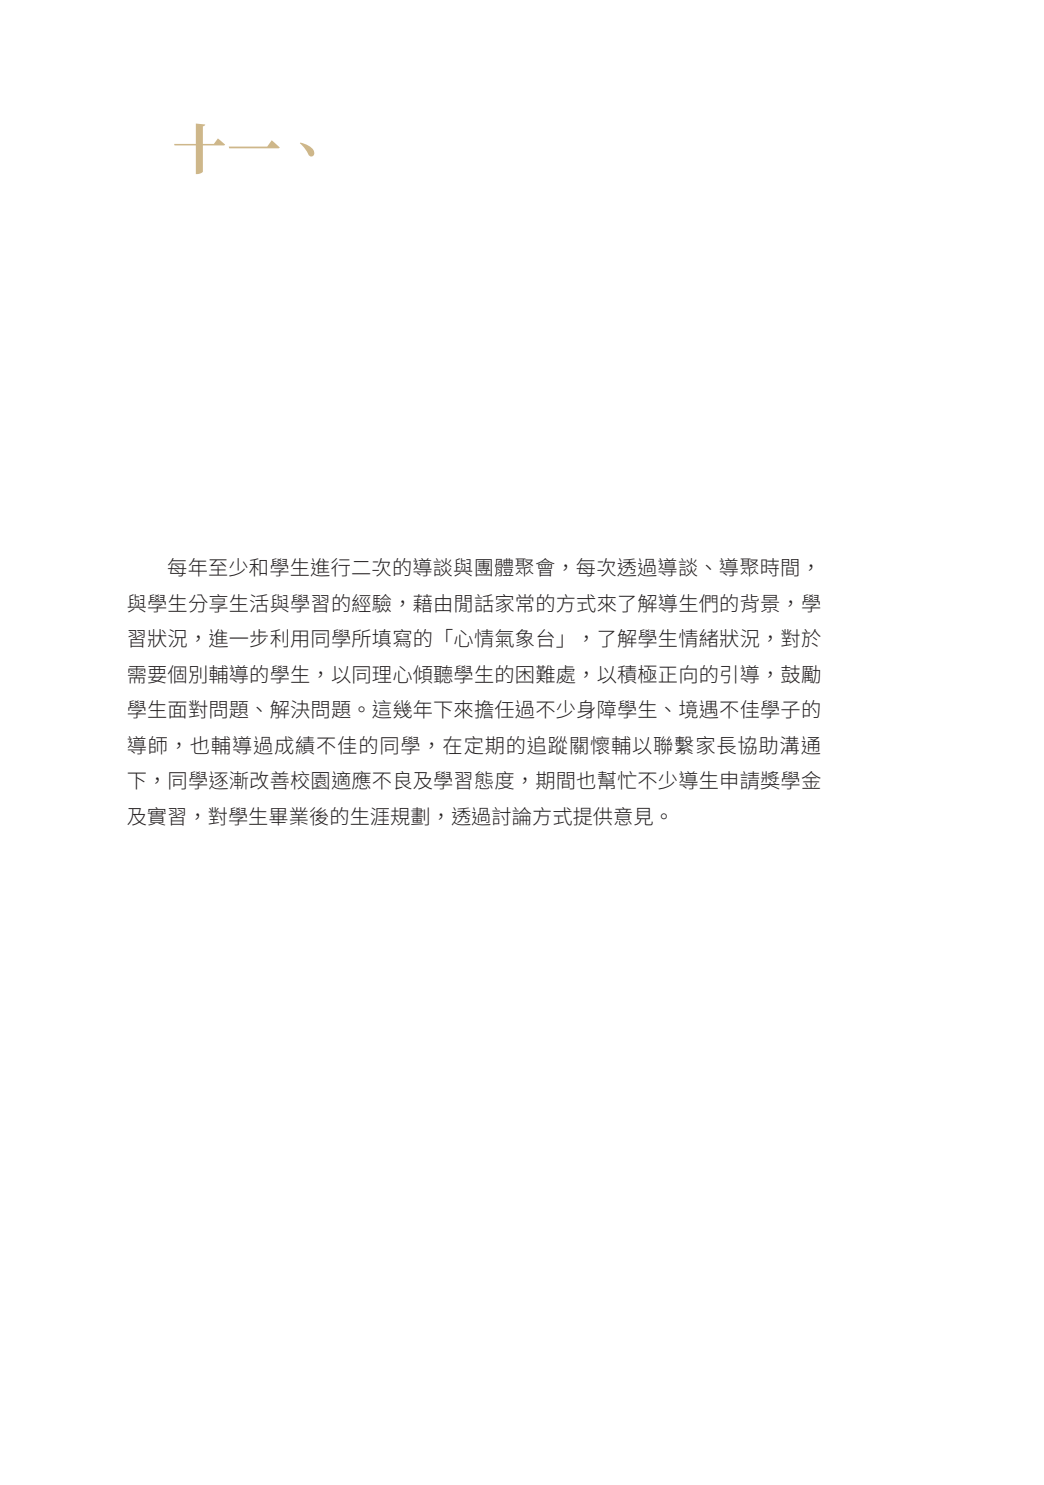 十一、
每年至少和學生進行二次的導談與團體聚會，每次透過導談、導聚時間，
與學生分享生活與學習的經驗，藉由閒話家常的方式來了解導生們的背景，學
習狀況，進一步利用同學所填寫的「心情氣象台」，了解學生情緒狀況，對於
需要個別輔導的學生，以同理心傾聽學生的困難處，以積極正向的引導，鼓勵
學生面對問題、解決問題。這幾年下來擔任過不少身障學生、境遇不佳學子的
導師，也輔導過成績不佳的同學，在定期的追蹤關懷輔以聯繫家長協助溝通
下，同學逐漸改善校園適應不良及學習態度，期間也幫忙不少導生申請獎學金
及實習，對學生畢業後的生涯規劃，透過討論方式提供意見。